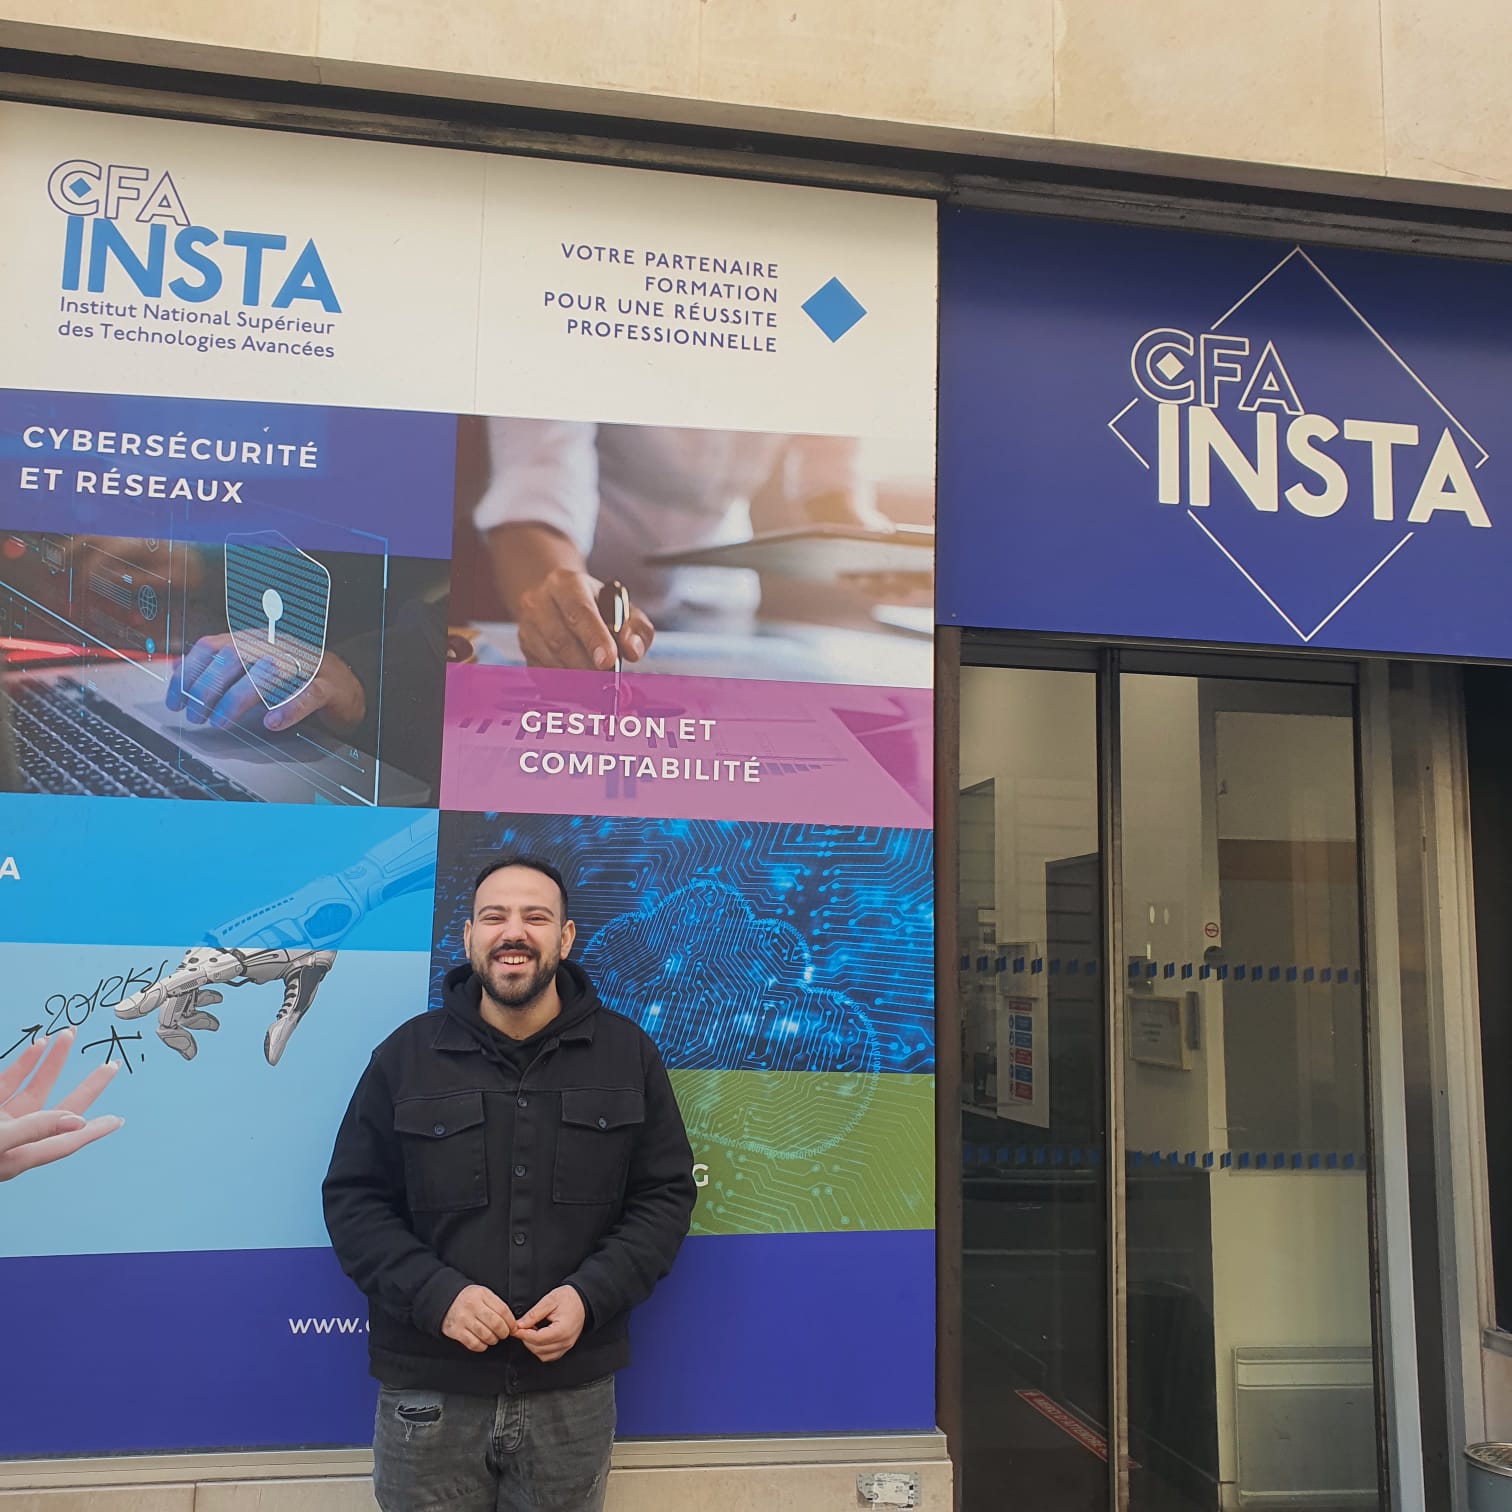 CFA
INSTA
Institut National Supérieur
des Technologies Avancées
VOTRE PARTENAIRE
FORMATION
POUR UNE RÉUSSITE
PROFESSIONNELLE
CFA
INSTA
CYBERSÉCURITÉ
ET RÉSEAUX
GESTION ET
COMPTABILITÉ
A
G
www.